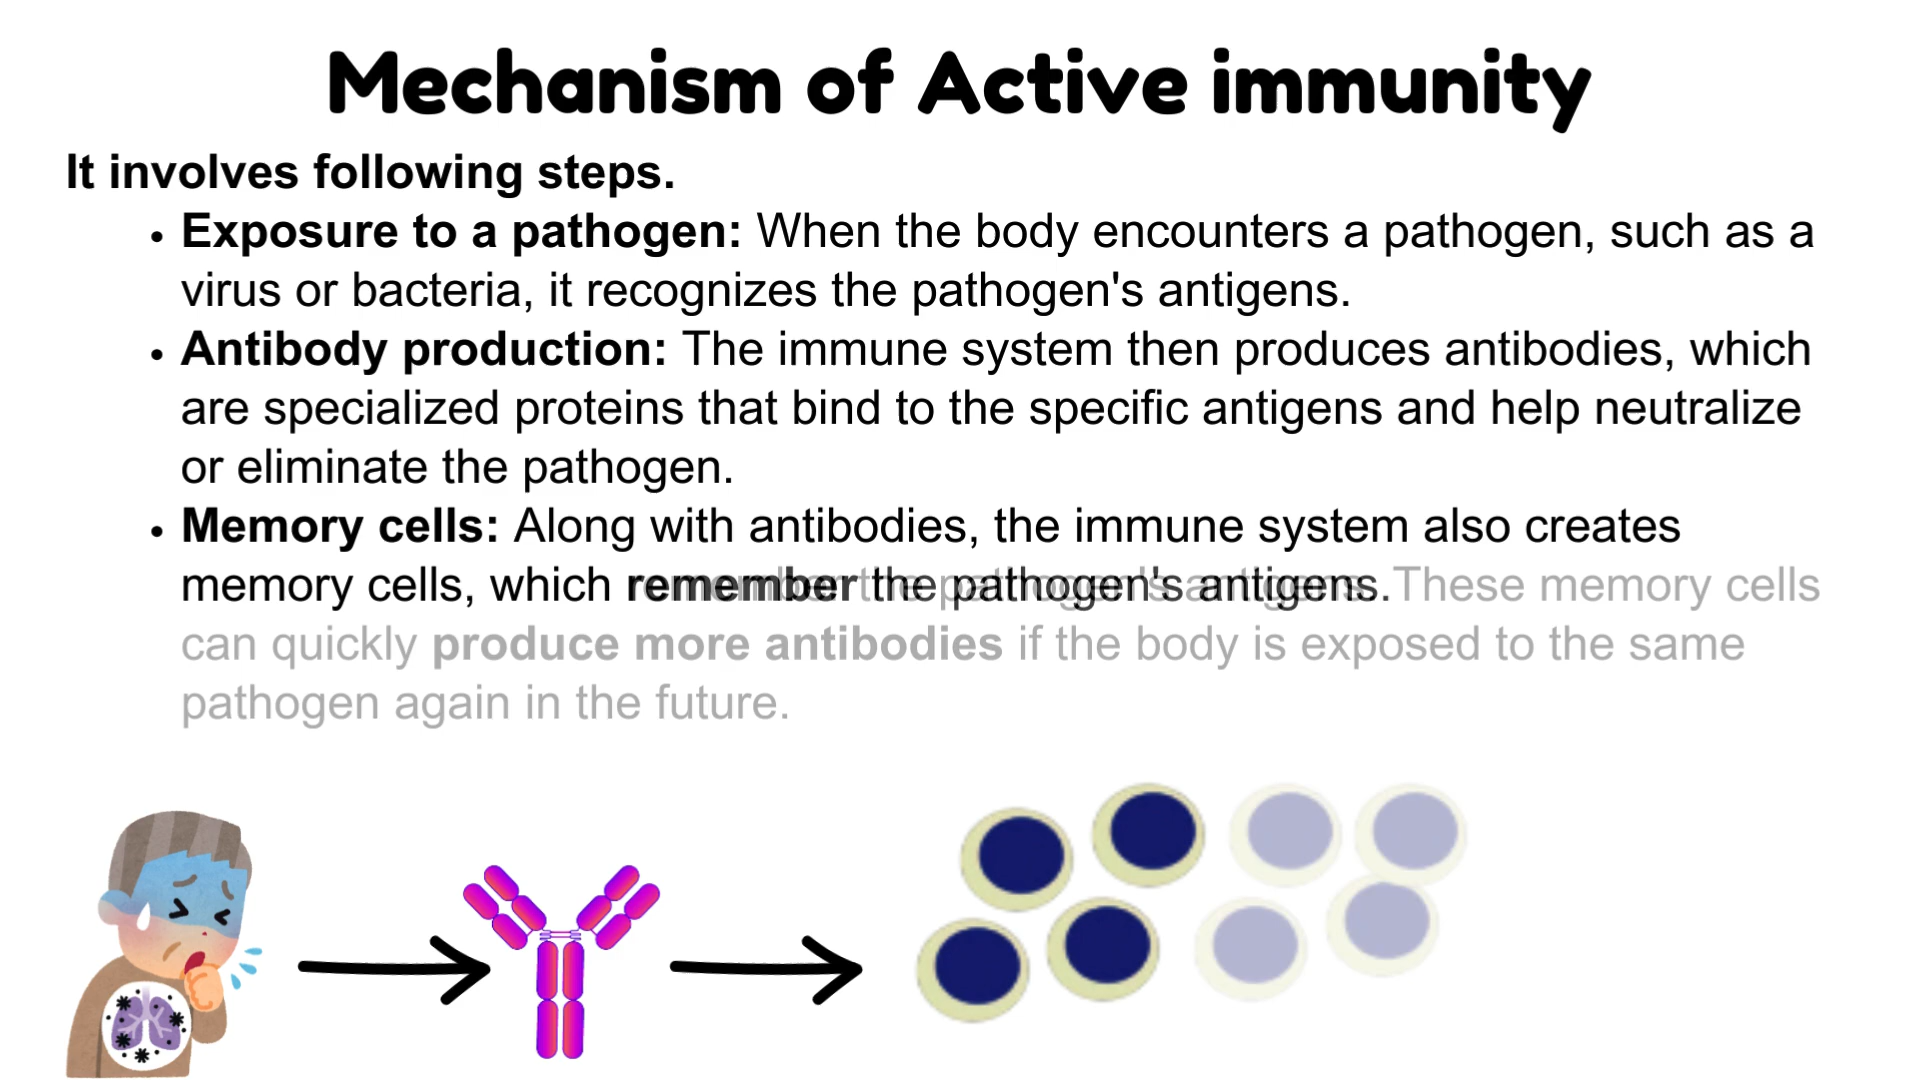 Mechanism of Active immunity
It involves following steps.
• Exposure to a pathogen: When the body encounters a pathogen, such as a
virus or bacteria, it recognizes the pathogen's antigens.
• Antibody production: The immune system then produces antibodies, which
are specialized proteins that bind to the specific antigens and help neutralize
or eliminate the pathogen.
• Memory cells: Along with antibodies, the immune system also creates
memory cells, which remember the pathogen's antigens. These memory cells
can quickly produce more antibodies if the body is exposed to the same
pathogen again in the future.